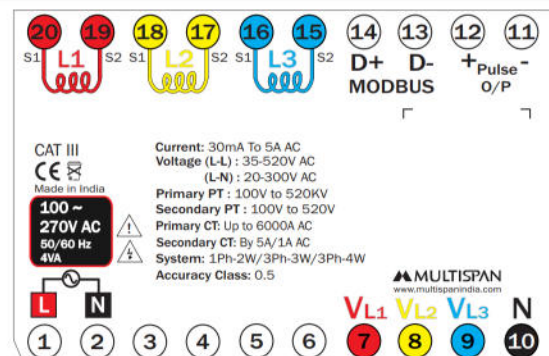 20 19 18 17 16 15 14 13 12 11
S1 L1 S2 S1 L2 S2 S1 L3 S2 D+ D- + Pulse -
MODBUS O/P
CAT III
CE
Made in India
100 ~
270V AC
50/60 Hz
4VA
L N
Current: 30mA To 5A AC
Voltage (L-L) : 35-520V AC
(L-N) : 20-300V AC
Primary PT : 100V to 520KV
Secondary PT : 100V to 520V
Primary CT: Up to 6000A AC
Secondary CT: By 5A/1A AC
System: 1Ph-2W/3Ph-3W/3Ph-4W
Accuracy Class: 0.5
MULTISPAN
www.multispanindia.com
VL1 VL2 VL3 N
1 2 3 4 5 6 7 8 9 10